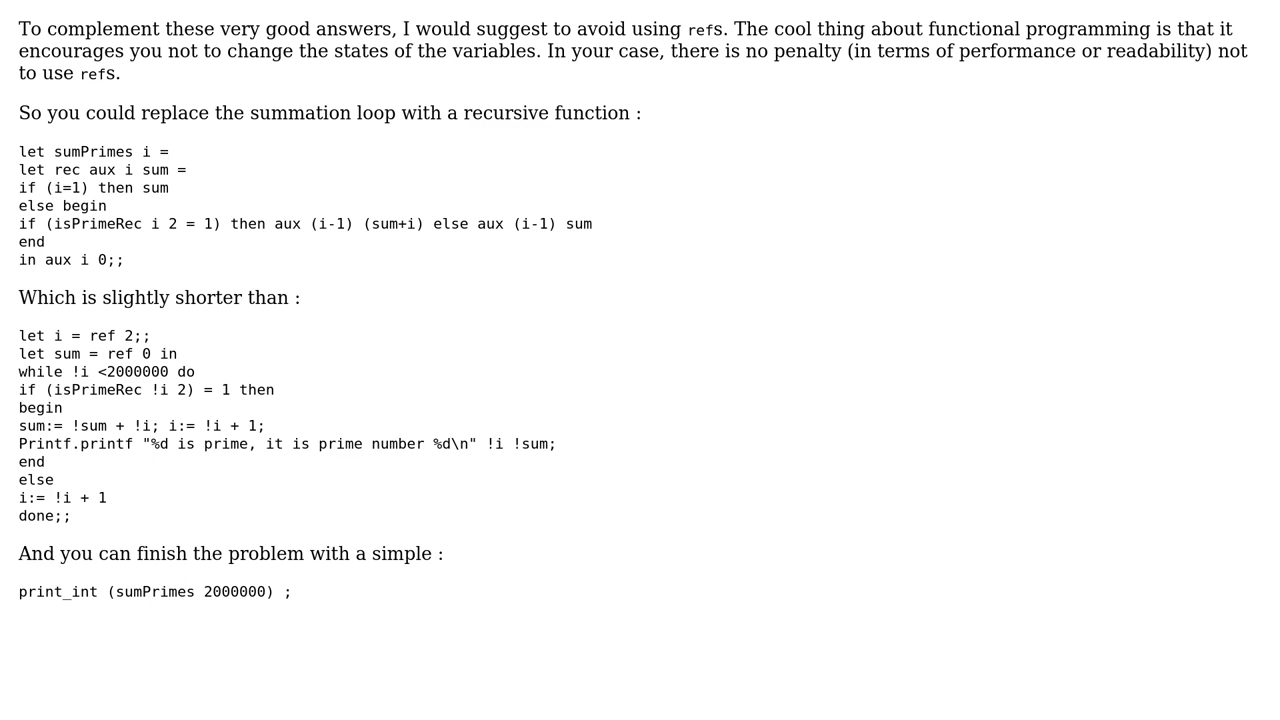 To complement these very good answers, I would suggest to avoid using refs. The cool thing about functional programming is that it
encourages you not to change the states of the variables. In your case, there is no penalty (in terms of performance or readability) not
to use refs.
So you could replace the summation loop with a recursive function :
let sumPrimes i =
let rec aux i sum =
if (i=1) then sum
else begin
if (isPrimeRec i 2 = 1) then aux (i-1) (sum+i) else aux (i-1) sum
end
in aux i 0;;
Which is slightly shorter than :
let i = ref 2;;
let sum = ref 0 in
while !i <2000000 do
if (isPrimeRec !i 2) = 1 then
begin
sum:= !sum + !i; i:= !i + 1;
Printf.printf "%d is prime, it is prime number %d\n" !i !sum;
end
else
i:= !i + 1
done;;
And you can finish the problem with a simple :
print_int (sumPrimes 2000000) ;